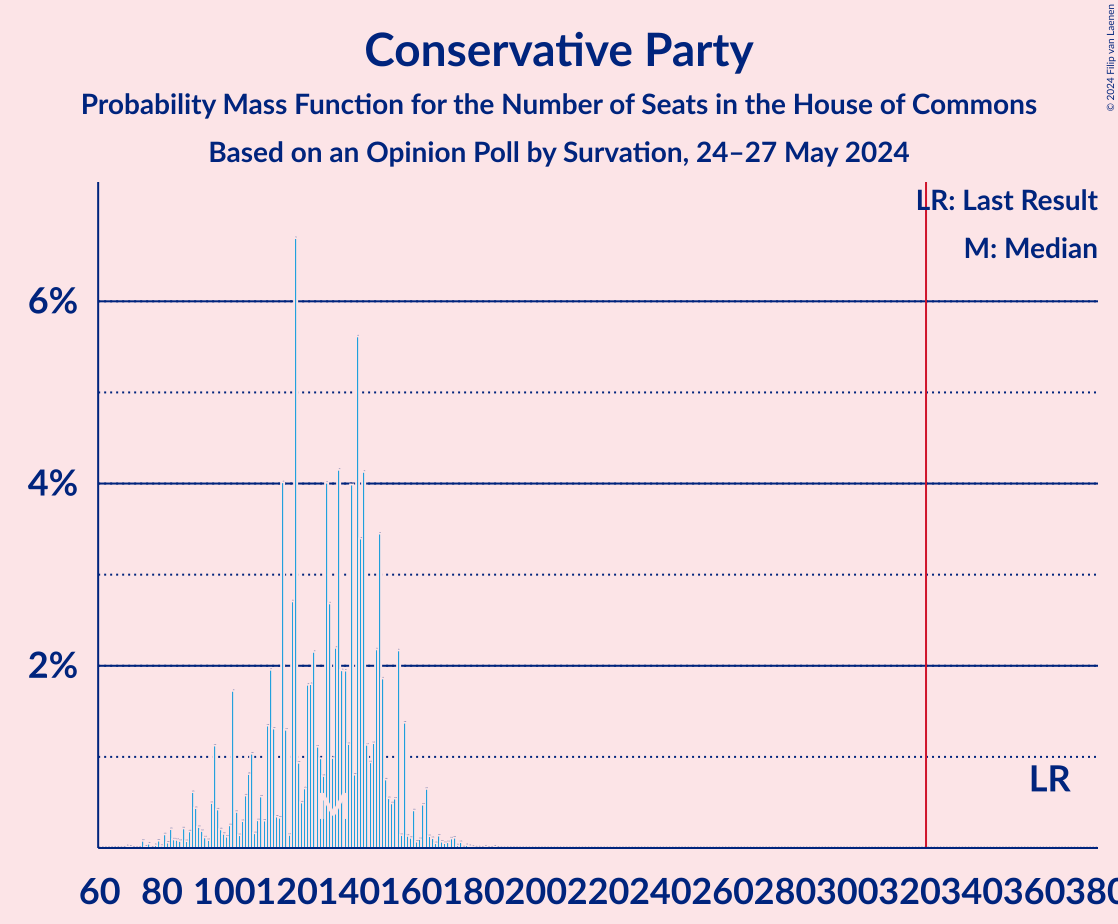 Conservative Party
Probability Mass Function for the Number of Seats in the House of Commons
Based on an Opinion Poll by Survation, 24–27 May 2024
© 2024 Filip van Laenen
LR: Last Result
M: Median
6%
4%
2%
LR
M
60 80 100 120 140 160 180 200 220 240 260 280 300 320 340 360 380